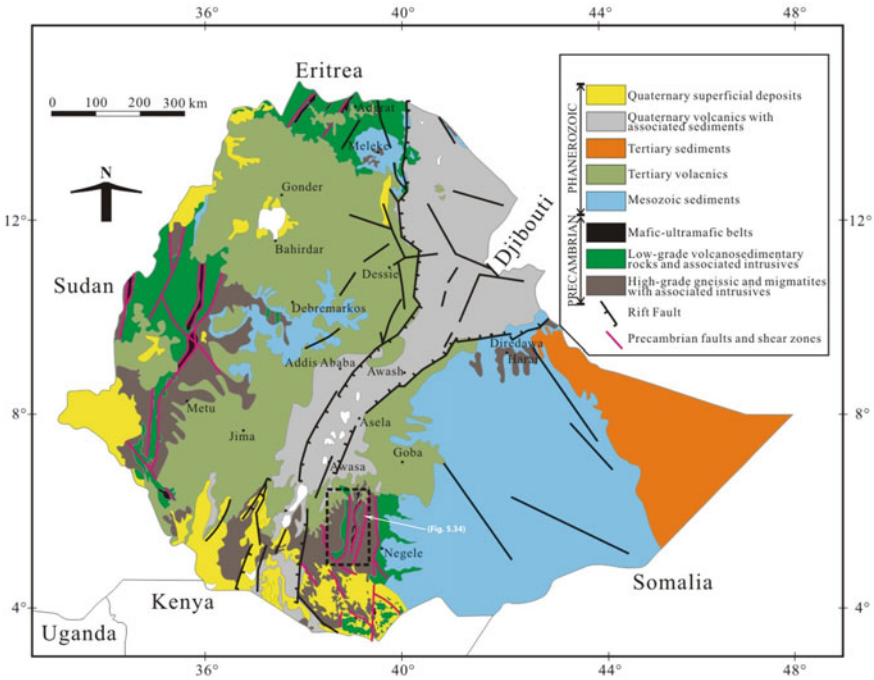 36°
40°
44°
48°
Eritrea
0 100 200 300 km
Adigrat
Mekele
N
Gonder
12°
12°
Bahirdar
Djibouti
Dessie
Sudan
Debremarkos
Diredawa
Harar
Addis Ababa
Awash
8°
8°
Metu
Asela
Jima
Goba
Awasa
(Fig. 5.34)
Negele
Somalia
Kenya
4°
4°
Uganda
36°
40°
44°
48°
PHANEROZOIC
PRECAMBRIAN
Quaternary superficial deposits
Quaternary volcanics with
associated sediments
Tertiary sediments
Tertiary volacnics
Mesozoic sediments
Mafic-ultramafic belts
Low-grade volcanosedimentary
rocks and associated intrusives
High-grade gneissic and migmatites
with associated intrusives
Rift Fault
Precambrian faults and shear zones